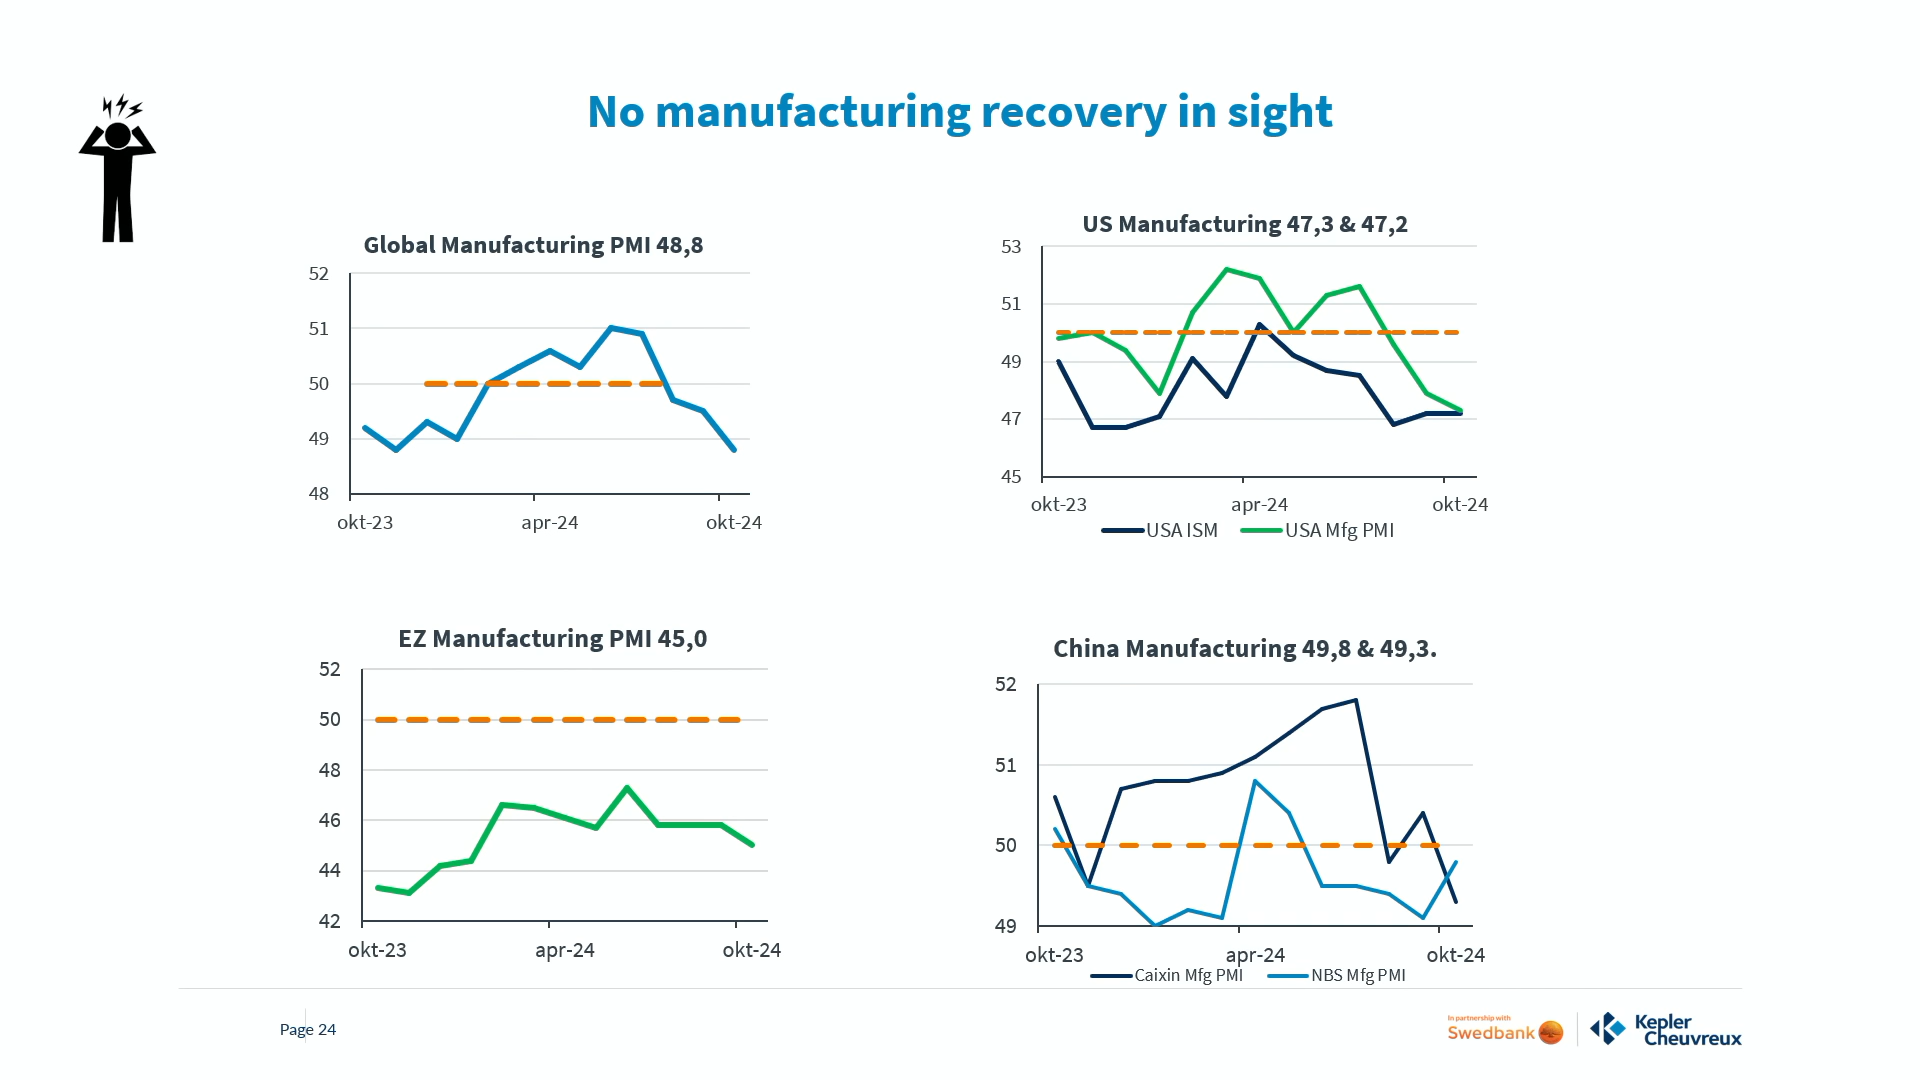 No manufacturing recovery in sight
Global Manufacturing PMI 48,8
52
51
50
49
48
okt-23 apr-24 okt-24
US Manufacturing 47,3 & 47,2
53
51
49
47
45
okt-23 apr-24 okt-24
USA ISM USA Mfg PMI
EZ Manufacturing PMI 45,0
52
50
48
46
44
42
okt-23 apr-24 okt-24
China Manufacturing 49,8 & 49,3.
52
51
50
49
okt-23 apr-24 okt-24
Caixin Mfg PMI NBS Mfg PMI
Page 24
In partnership with
Swedbank
Kepler
Cheuvreux